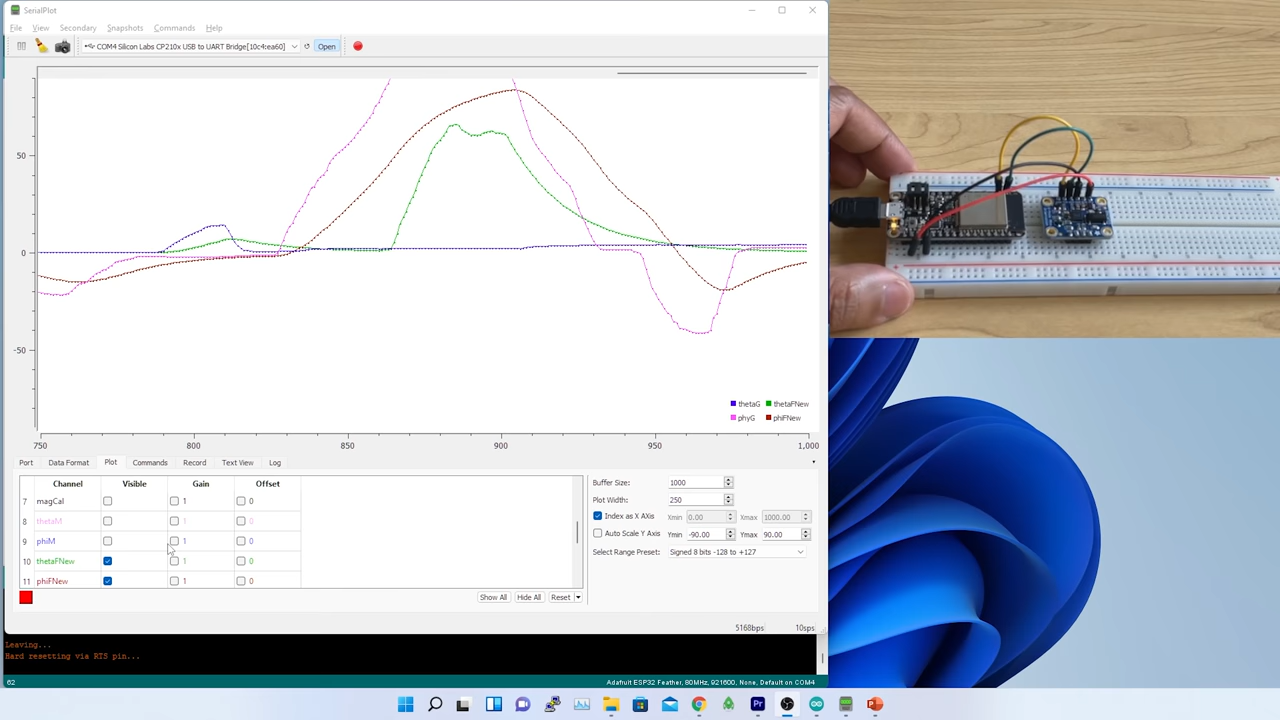 SerialPlot
File View Secondary Snapshots Commands Help
COM4 Silicon Labs CP210x USB to UART Bridge[10c4:ea60] Open
50
0
-50
thetaG thetaFNew
phyG phiFNew
750 800 850 900 950 1,000
Port Data Format Plot Commands Record Text View Log
Channel Visible Gain Offset
7 magCal 1 0
8 thetaM 1 0
9 phiM 1 0
10 thetaFNew 1 0
11 phiFNew 1 0
Show All Hide All Reset
Buffer Size: 1000
Plot Width: 250
Index as X AXis Xmin 0.00 Xmax 1000.00
Auto Scale Y Axis Ymin -90.00 Ymax 90.00
Select Range Preset: Signed 8 bits -128 to +127
5168bps 10sps
Leaving...
Hard resetting via RTS pin...
62 Adafruit ESP32 Feather, 80MHz, 921600, None, Default on COM4
Pr